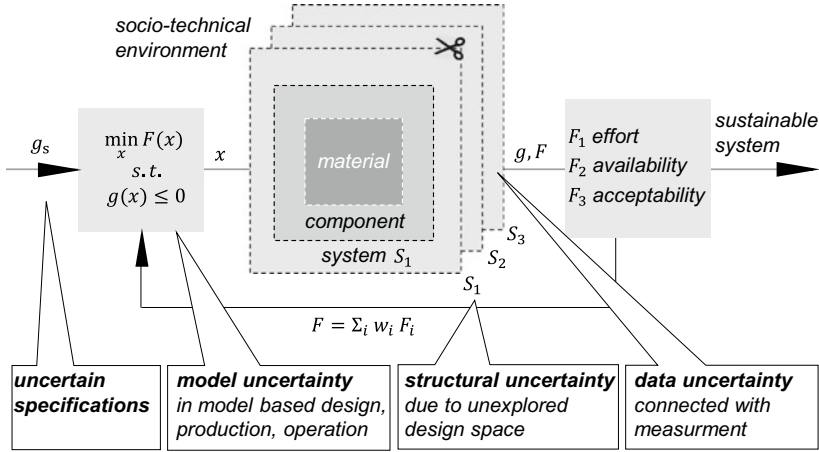 socio-technical
environment
g_s
min F(x)
x
s.t.
g(x) ≤ 0
x
material
component
system S_1
S_2
S_3
S_1
g, F
F_1 effort
F_2 availability
F_3 acceptability
sustainable
system
F = Σ_i w_i F_i
uncertain
specifications
model uncertainty
in model based design,
production, operation
structural uncertainty
due to unexplored
design space
data uncertainty
connected with
measurment